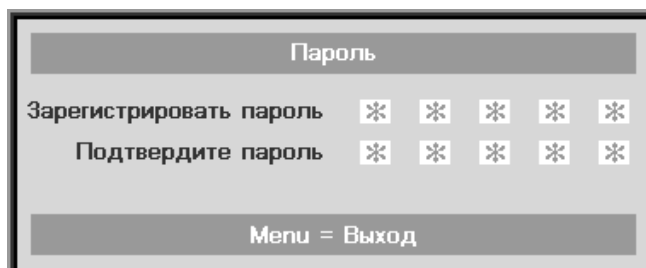 Пароль
Зарегистрировать пароль * * * * *
Подтвердите пароль * * * * *
Menu = Выход